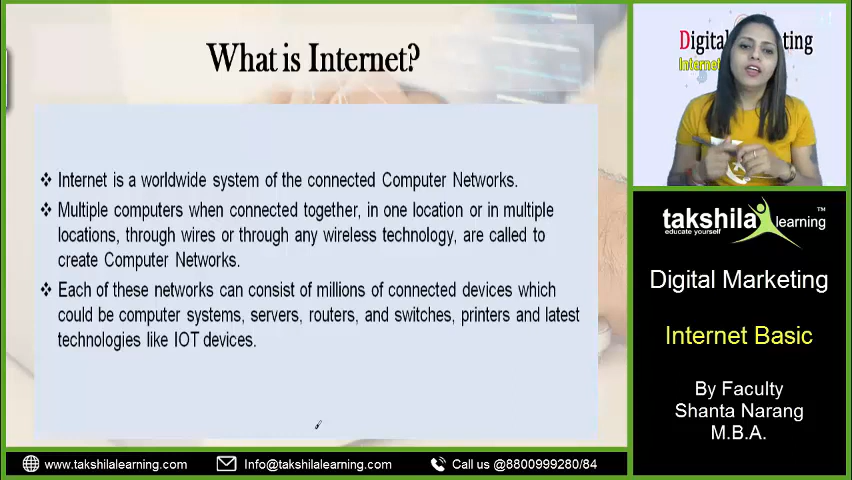 What is Internet?
❖ Internet is a worldwide system of the connected Computer Networks.
❖ Multiple computers when connected together, in one location or in multiple
locations, through wires or through any wireless technology, are called to
create Computer Networks.
❖ Each of these networks can consist of millions of connected devices which
could be computer systems, servers, routers, and switches, printers and latest
technologies like IOT devices.
www.takshilalearning.com
Info@takshilalearning.com
Call us @8800999280/84
Internet
takshila learning™
educate yourself
Digital Marketing
Internet Basic
By Faculty
Shanta Narang
M.B.A.